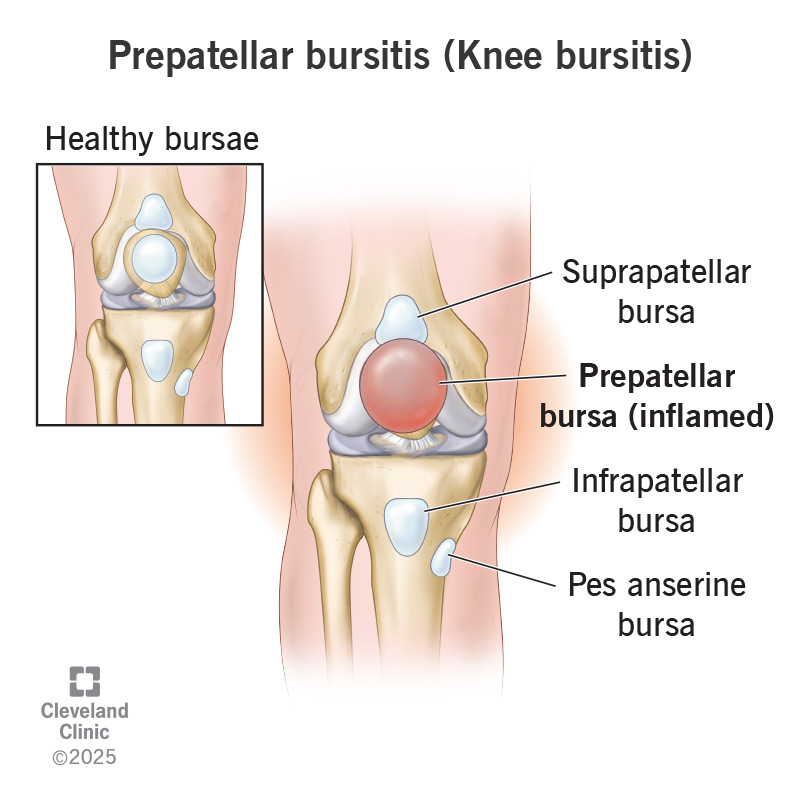 Prepatellar bursitis (Knee bursitis)
Healthy bursae
Suprapatellar
bursa
Prepatellar
bursa (inflamed)
Infrapatellar
bursa
Pes anserine
bursa
Cleveland
Clinic
©2025